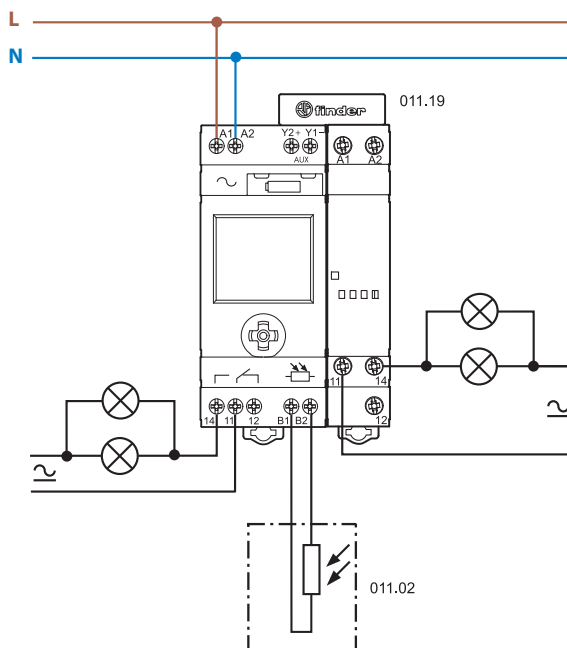 L
N
finder
011.19
A1 A2 Y2+ Y1-
AUX
A1 A2
11 14
12
14 11 12 B1 B2
011.02